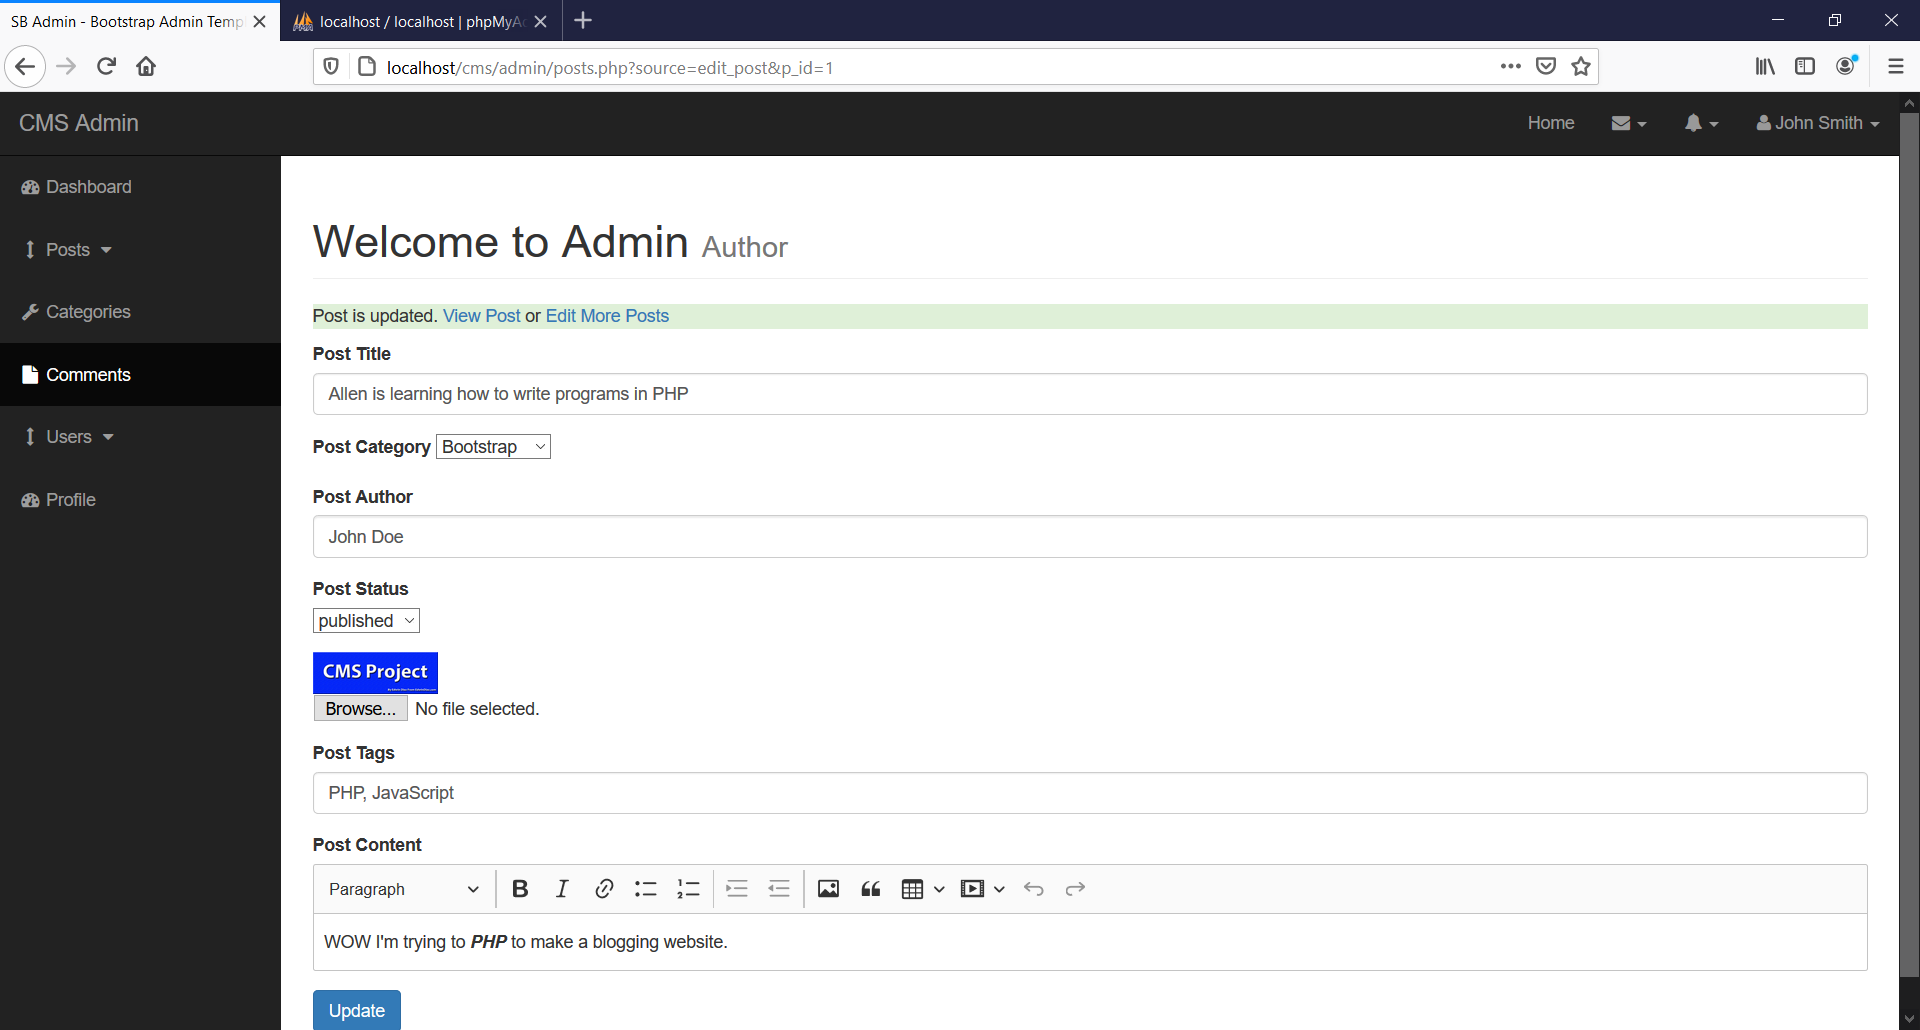 SB Admin - Bootstrap Admin Temp
localhost / localhost | phpMyAd
localhost/cms/admin/posts.php?source=edit_post&p_id=1
CMS Admin
Home
John Smith
Dashboard
Posts
Categories
Comments
Users
Profile
Welcome to Admin Author
Post is updated. View Post or Edit More Posts
Post Title
Allen is learning how to write programs in PHP
Post Category Bootstrap
Post Author
John Doe
Post Status
published
CMS Project
Browse... No file selected.
Post Tags
PHP, JavaScript
Post Content
Paragraph
WOW I'm trying to PHP to make a blogging website.
Update